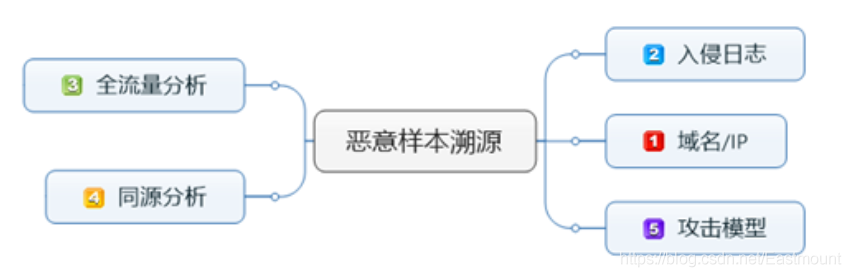 2 入侵日志
3 全流量分析
恶意样本溯源
1 域名/IP
4 同源分析
5 攻击模型
https://blog.csdn.net/Eastmount